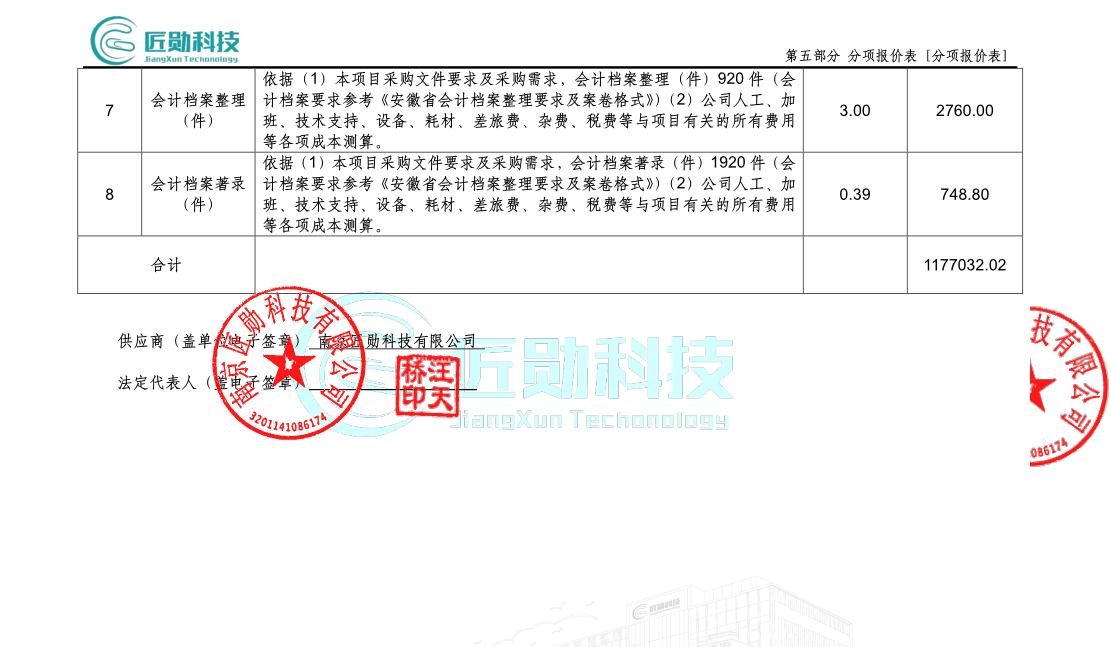 匠勋科技
JiangXun Techonology
第五部分 分项报价表 [分项报价表]
7
会计档案整理
（件）
依据（1）本项目采购文件要求及采购需求，会计档案整理（件）920 件（会
计档案要求参考《安徽省会计档案整理要求及案卷格式》）（2）公司人工、加
班、技术支持、设备、耗材、差旅费、杂费、税费等与项目有关的所有费用
等各项成本测算。
3.00
2760.00
8
会计档案著录
（件）
依据（1）本项目采购文件要求及采购需求，会计档案著录（件）1920 件（会
计档案要求参考《安徽省会计档案整理要求及案卷格式》）（2）公司人工、加
班、技术支持、设备、耗材、差旅费、杂费、税费等与项目有关的所有费用
等各项成本测算。
0.39
748.80
合计
1177032.02
供应商（盖单位电子签章） 南京匠勋科技有限公司
法定代表人（盖电子签章）
南京匠勋科技有限公司
3201141086174
汪天桥印
匠勋科技
JiangXun Techonology
技有限公司
086174
匠勋科技